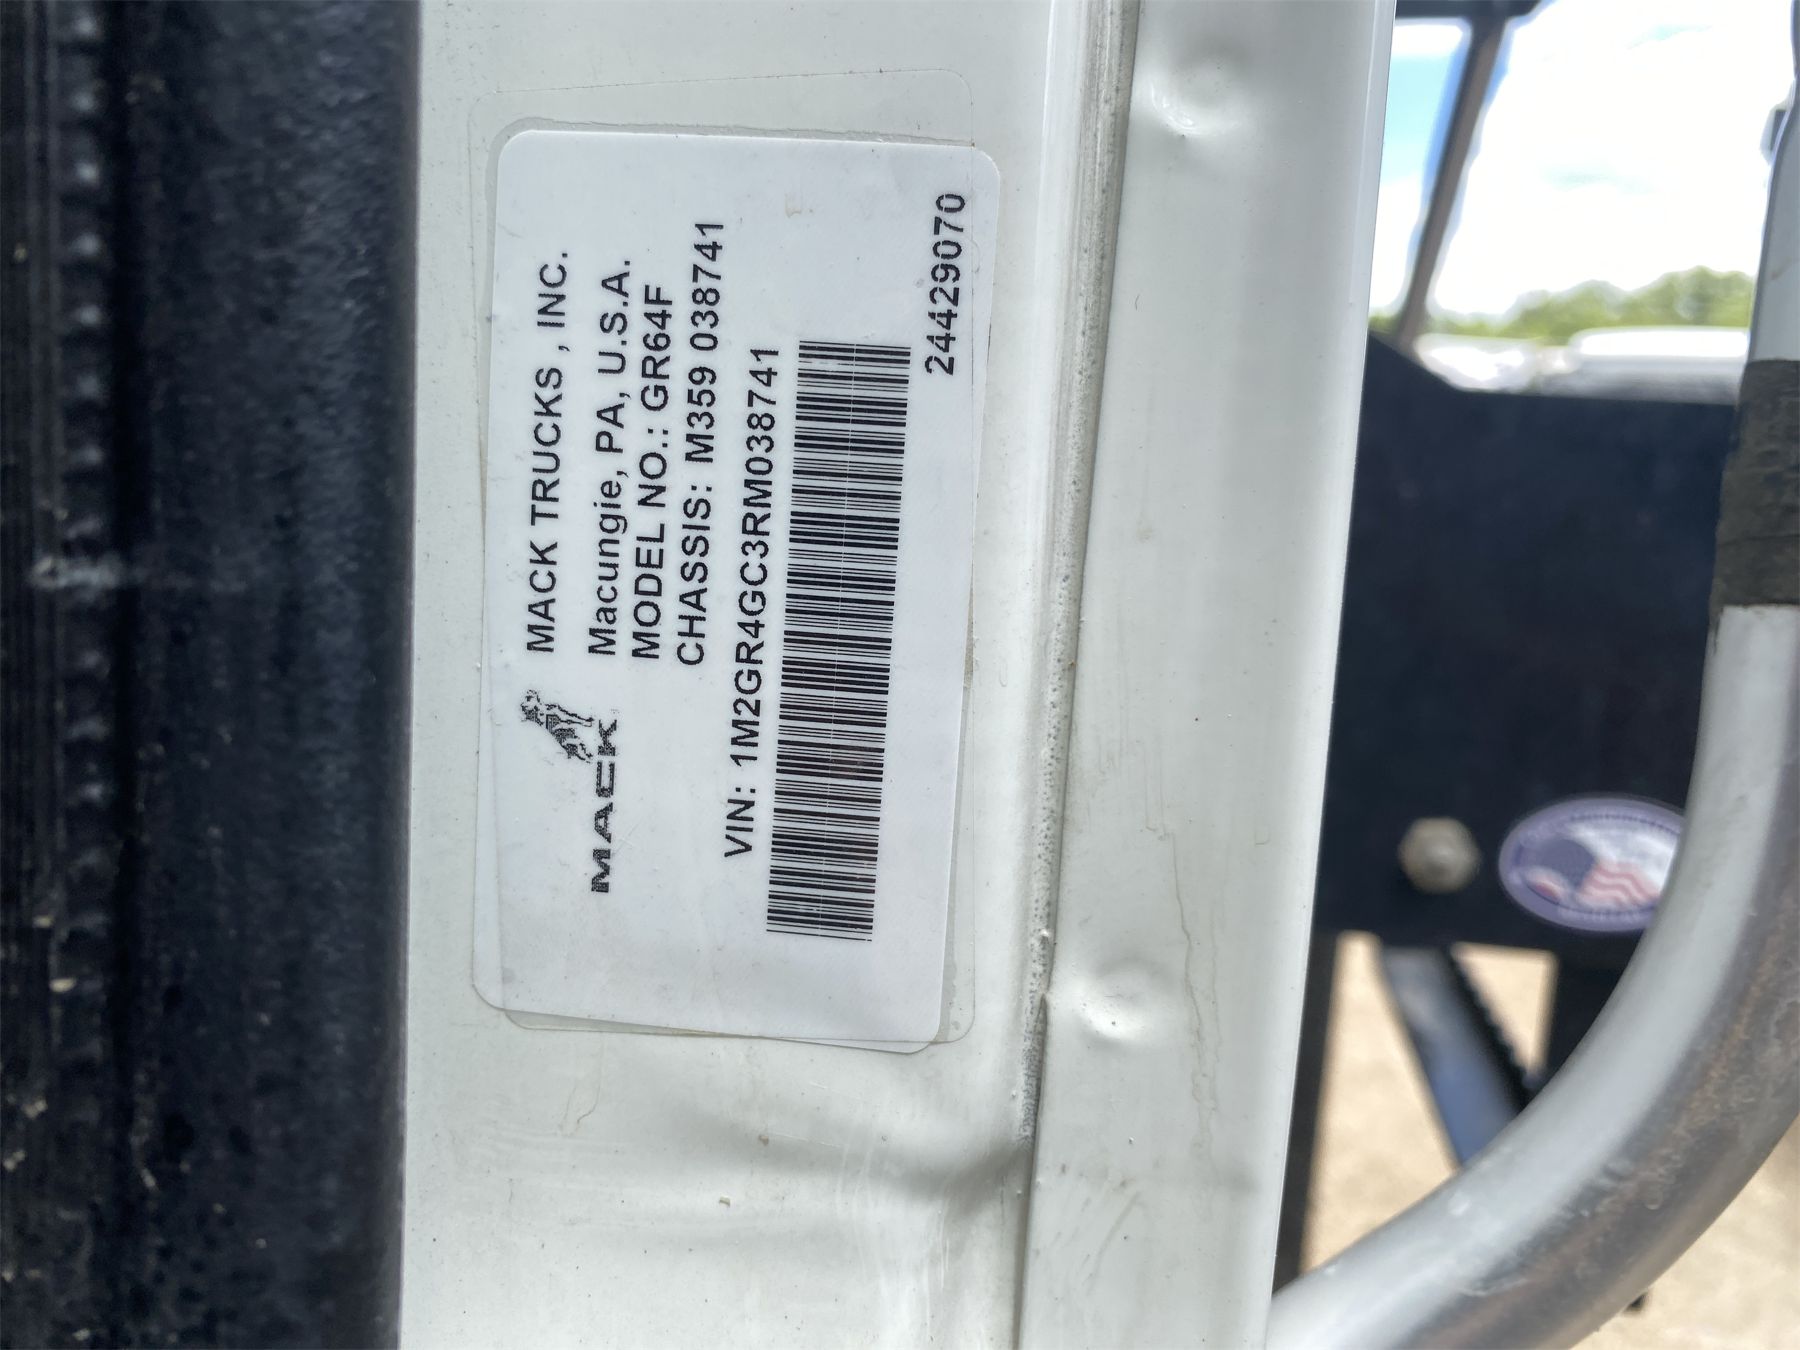 MACK TRUCKS, INC.
Macungie, PA, U.S.A.
MODEL NO.: GR64F
CHASSIS: M359 038741
MACK
VIN: 1M2GR4GC3RM038741
24429070